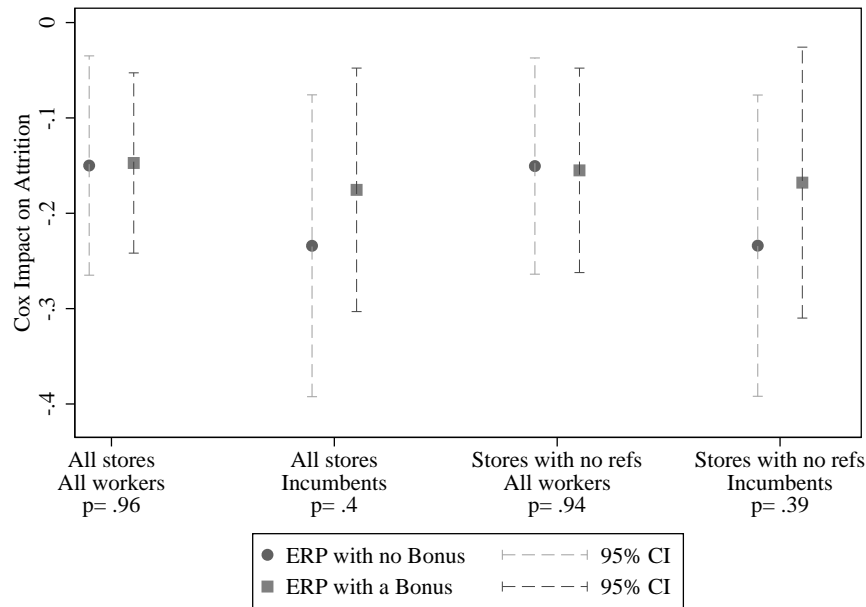 0
-.1
-.2
-.3
-.4
Cox Impact on Attrition
All stores
All workers
p= .96
All stores
Incumbents
p= .4
Stores with no refs
All workers
p= .94
Stores with no refs
Incumbents
p= .39
ERP with no Bonus 95% CI
ERP with a Bonus 95% CI